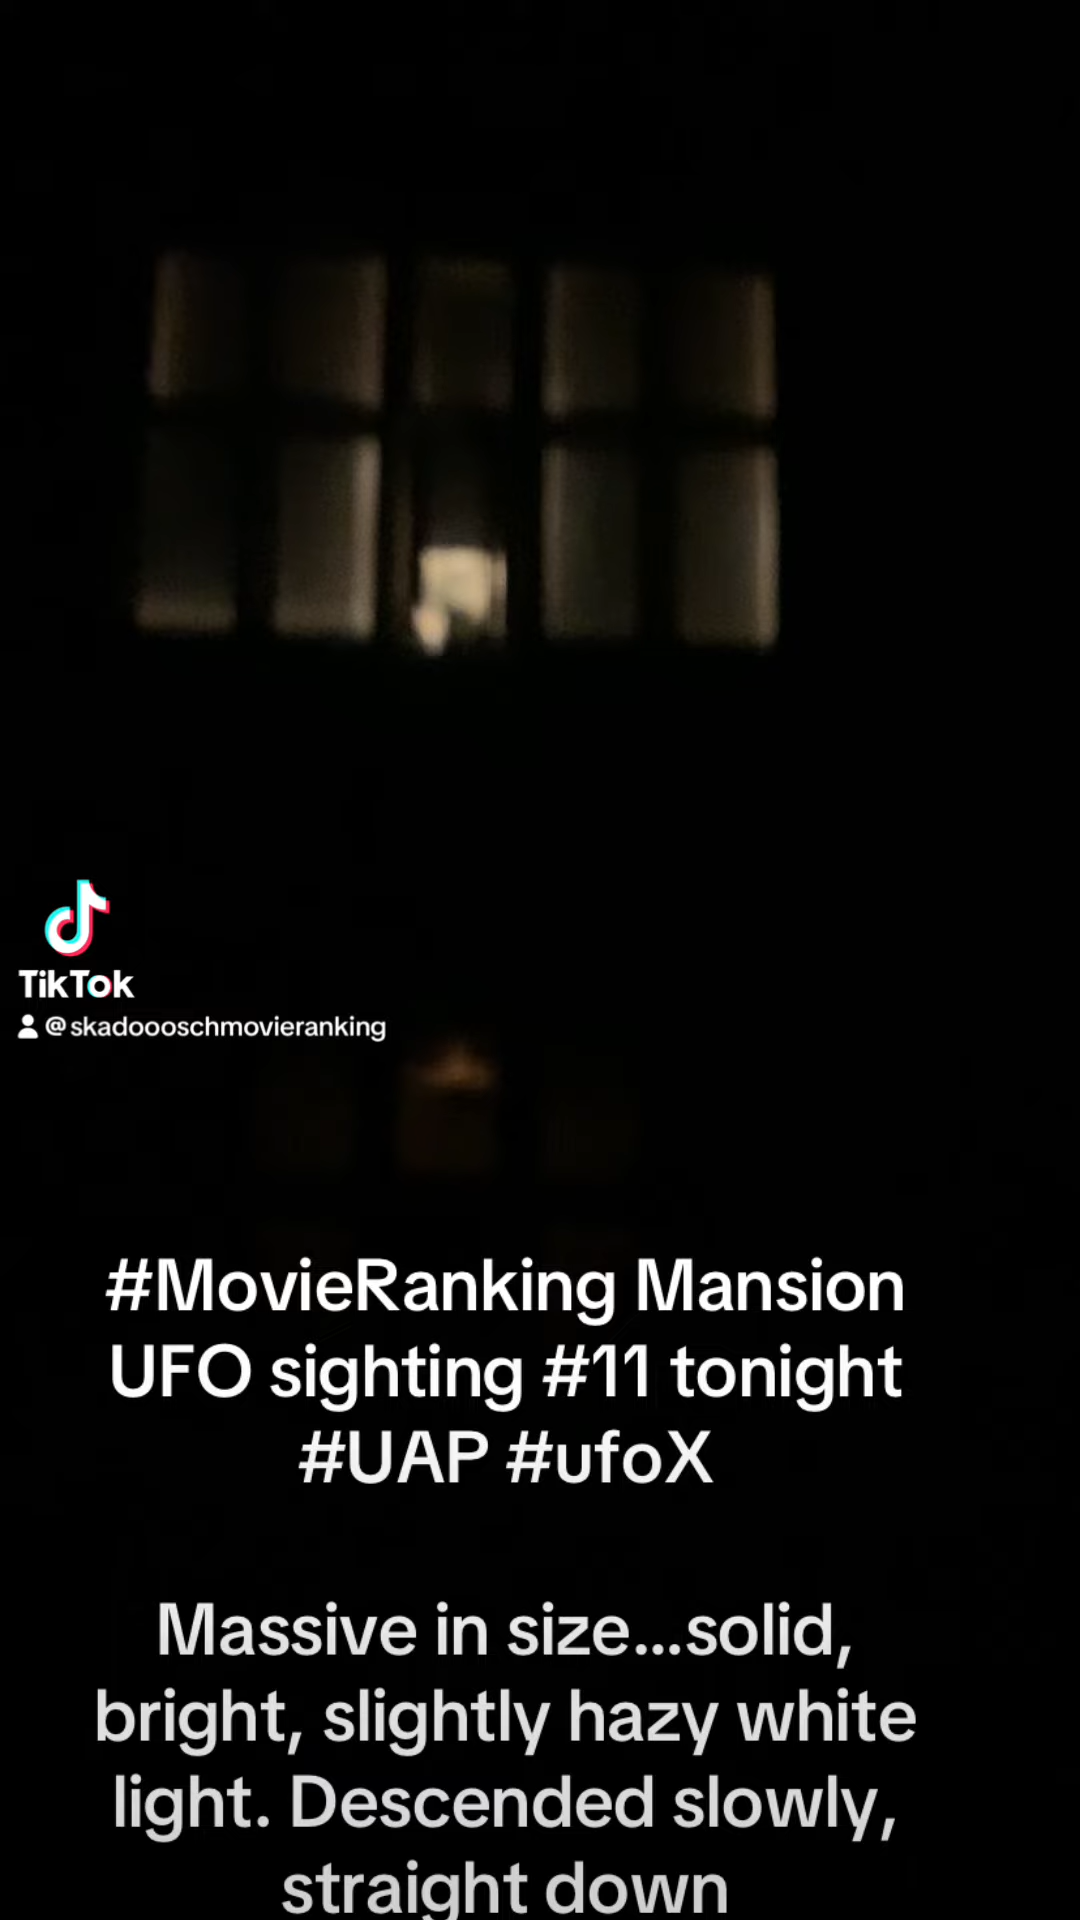 TikTok
@skadoooschmovieranking
#MovieRanking Mansion
UFO sighting #11 tonight
#UAP #ufoX
Massive in size...solid,
bright, slightly hazy white
light. Descended slowly,
straight down